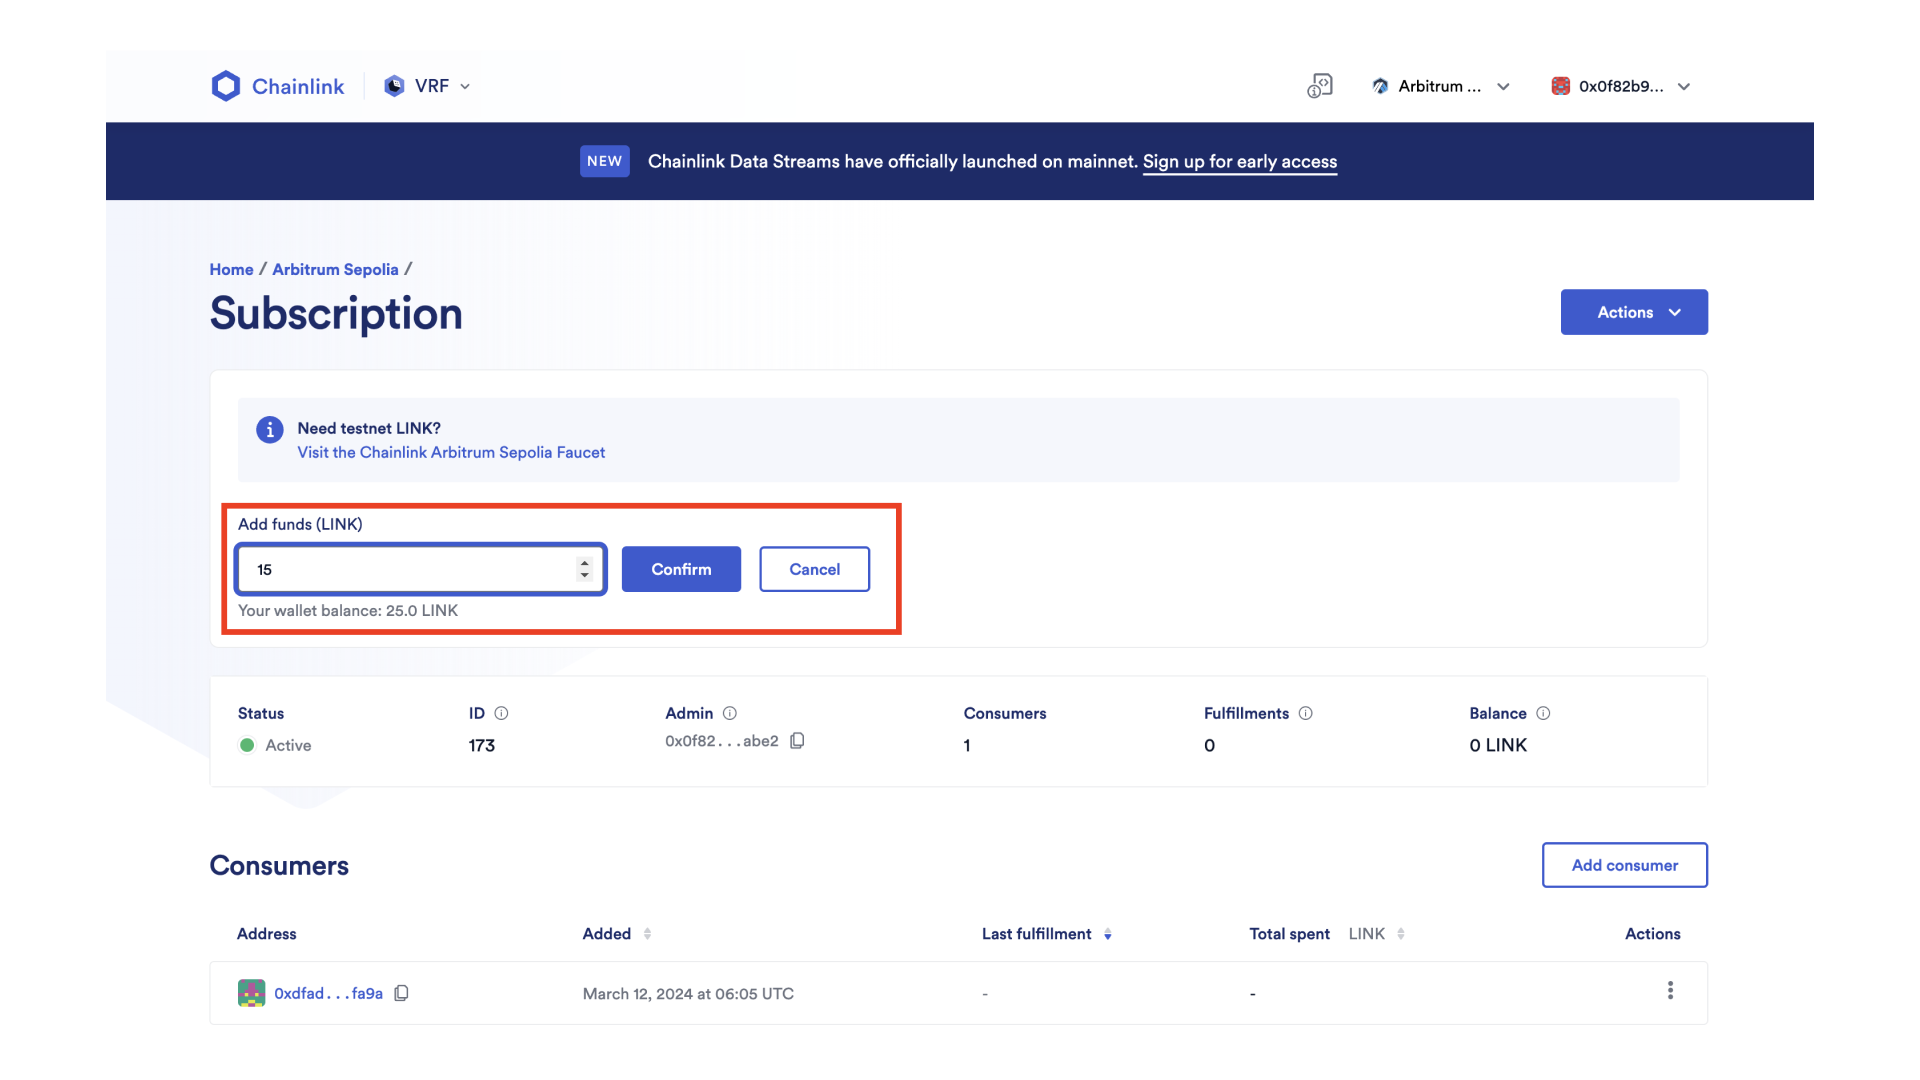 Chainlink VRF Arbitrum ... 0x0f82b9...
NEW Chainlink Data Streams have officially launched on mainnet. Sign up for early access
Home / Arbitrum Sepolia /
Subscription
Actions
Need testnet LINK?
Visit the Chainlink Arbitrum Sepolia Faucet
Add funds (LINK)
15 Confirm Cancel
Your wallet balance: 25.0 LINK
Status ID Admin Consumers Fulfillments Balance
Active 173 0x0f82...abe2 1 0 0 LINK
Consumers Add consumer
Address Added Last fulfillment Total spent LINK Actions
0xdfad...fa9a March 12, 2024 at 06:05 UTC - -